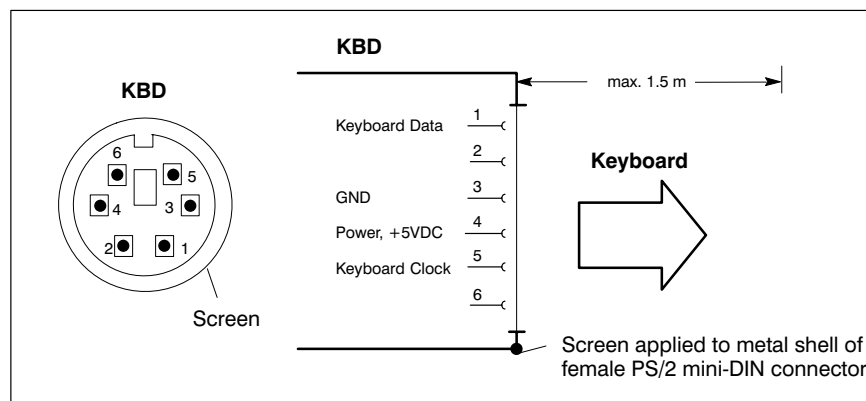 KBD
6
5
4
3
2
1
Screen
KBD
max. 1.5 m
Keyboard Data 1
2
GND 3
Power, +5VDC 4
Keyboard Clock 5
6
Keyboard
Screen applied to metal shell of
female PS/2 mini-DIN connector